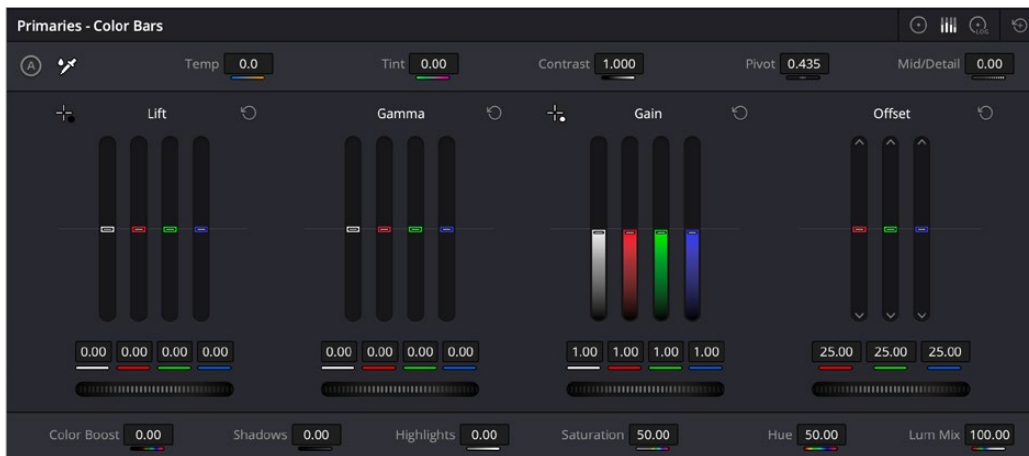 Primaries - Color Bars
LOG
A Temp 0.0 Tint 0.00 Contrast 1.000 Pivot 0.435 Mid/Detail 0.00
Lift Gamma Gain Offset
0.00 0.00 0.00 0.00 0.00 0.00 0.00 0.00 1.00 1.00 1.00 1.00 25.00 25.00 25.00
Color Boost 0.00 Shadows 0.00 Highlights 0.00 Saturation 50.00 Hue 50.00 Lum Mix 100.00